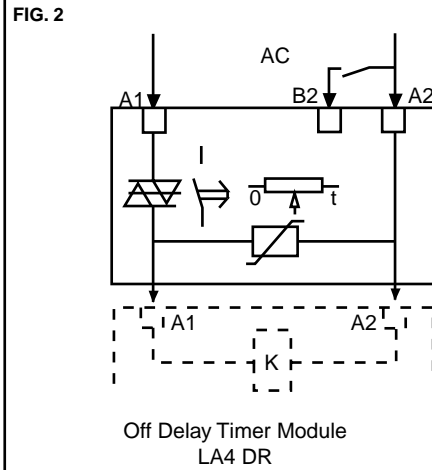 FIG. 2
AC
A1 B2 A2
I
0 t
A1 A2
K
Off Delay Timer Module
LA4 DR